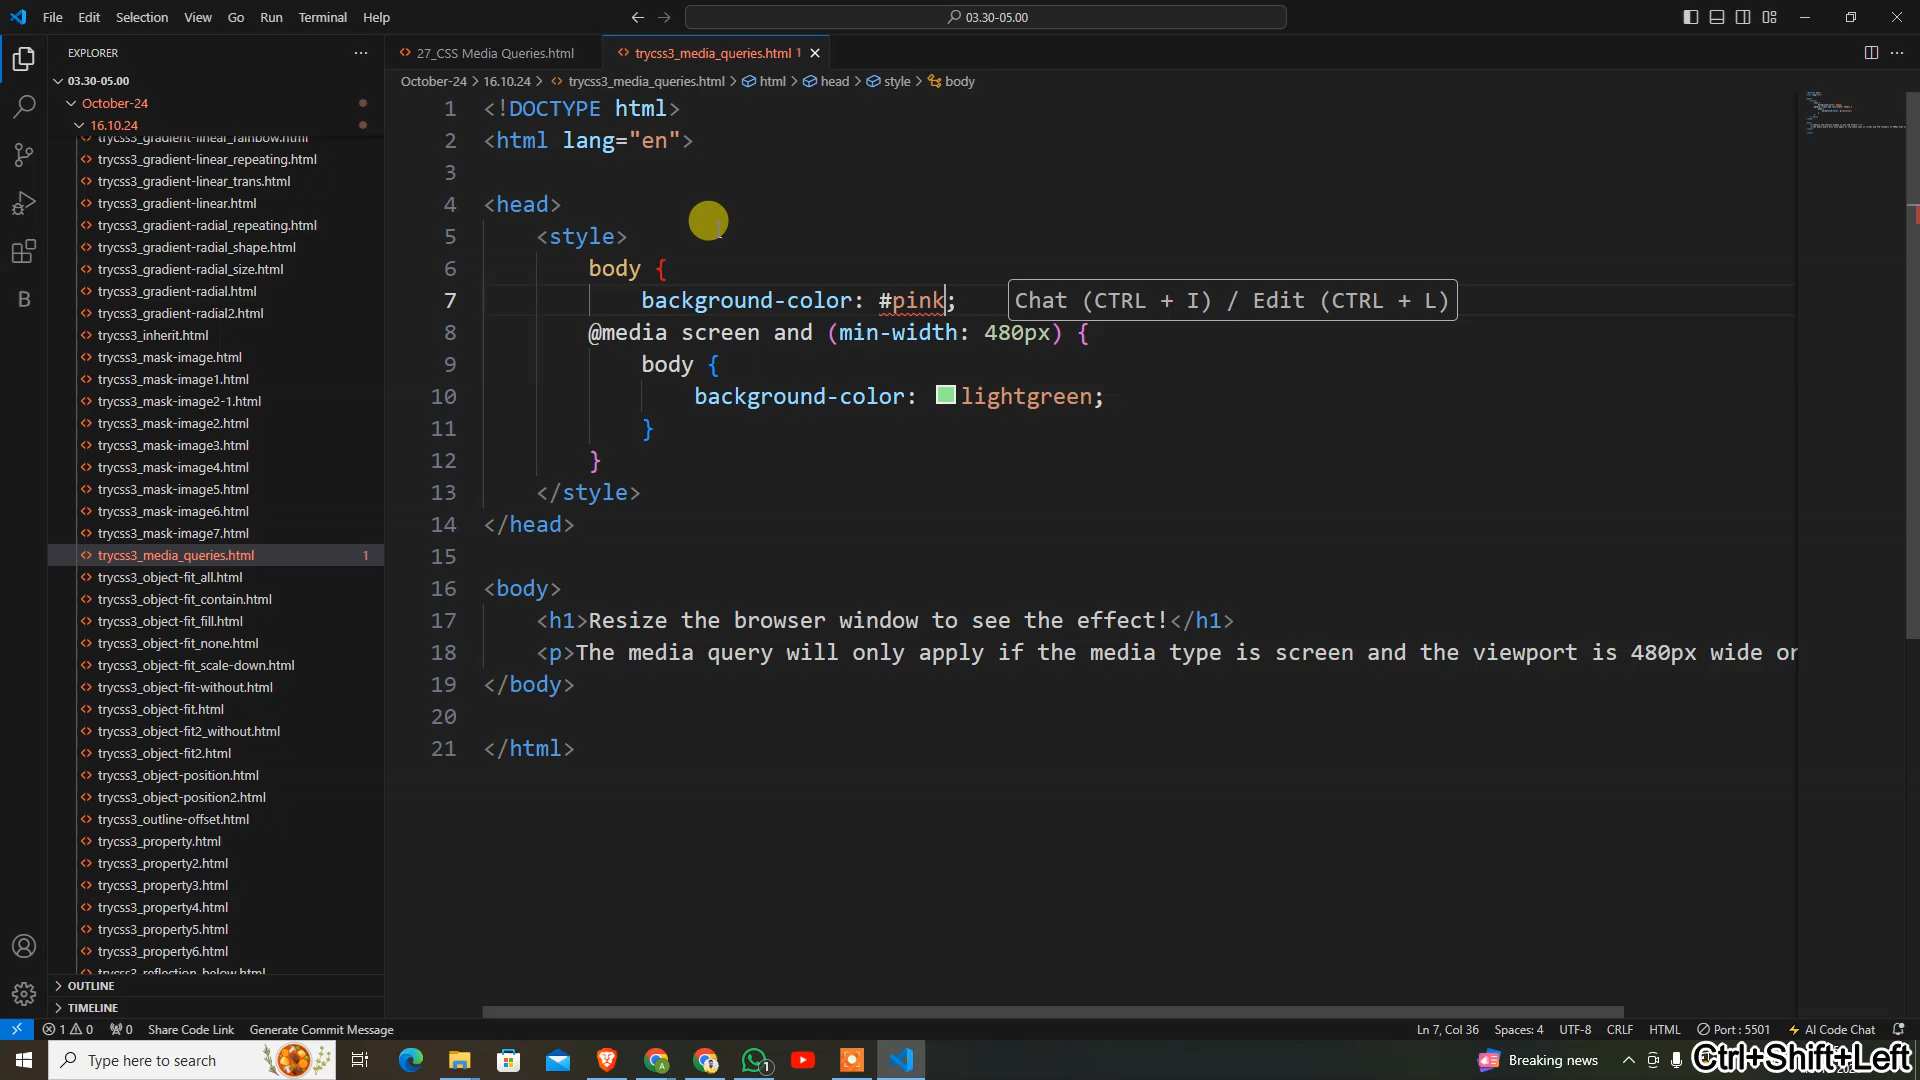 File Edit Selection View Go Run Terminal Help
03.30-05.00
EXPLORER
27_CSS Media Queries.html
trycss3_media_queries.html 1
03.30-05.00
October-24
16.10.24
October-24 > 16.10.24 > trycss3_media_queries.html > html > head > style > body
trycss3_gradient-linear_rainbow.html
trycss3_gradient-linear_repeating.html
trycss3_gradient-linear_trans.html
trycss3_gradient-linear.html
trycss3_gradient-radial_repeating.html
trycss3_gradient-radial_shape.html
trycss3_gradient-radial_size.html
trycss3_gradient-radial.html
trycss3_gradient-radial2.html
trycss3_inherit.html
trycss3_mask-image.html
trycss3_mask-image1.html
trycss3_mask-image2-1.html
trycss3_mask-image2.html
trycss3_mask-image3.html
trycss3_mask-image4.html
trycss3_mask-image5.html
trycss3_mask-image6.html
trycss3_mask-image7.html
trycss3_media_queries.html 1
trycss3_object-fit_all.html
trycss3_object-fit_contain.html
trycss3_object-fit_fill.html
trycss3_object-fit_none.html
trycss3_object-fit_scale-down.html
trycss3_object-fit-without.html
trycss3_object-fit.html
trycss3_object-fit2_without.html
trycss3_object-fit2.html
trycss3_object-position.html
trycss3_object-position2.html
trycss3_outline-offset.html
trycss3_property.html
trycss3_property2.html
trycss3_property3.html
trycss3_property4.html
trycss3_property5.html
trycss3_property6.html
trycss3_reflection_below.html
OUTLINE
TIMELINE
1 <!DOCTYPE html>
2 <html lang="en">
3
4 <head>
5 <style>
6 body {
7 background-color: #pink; Chat (CTRL + I) / Edit (CTRL + L)
8 @media screen and (min-width: 480px) {
9 body {
10 background-color: lightgreen;
11 }
12 }
13 </style>
14 </head>
15
16 <body>
17 <h1>Resize the browser window to see the effect!</h1>
18 <p>The media query will only apply if the media type is screen and the viewport is 480px wide or
19 </body>
20
21 </html>
1 0 0 Share Code Link Generate Commit Message
Ln 7, Col 36 Spaces: 4 UTF-8 CRLF HTML Port : 5501 AI Code Chat
Type here to search
1
Breaking news
Ctrl+Shift+Left